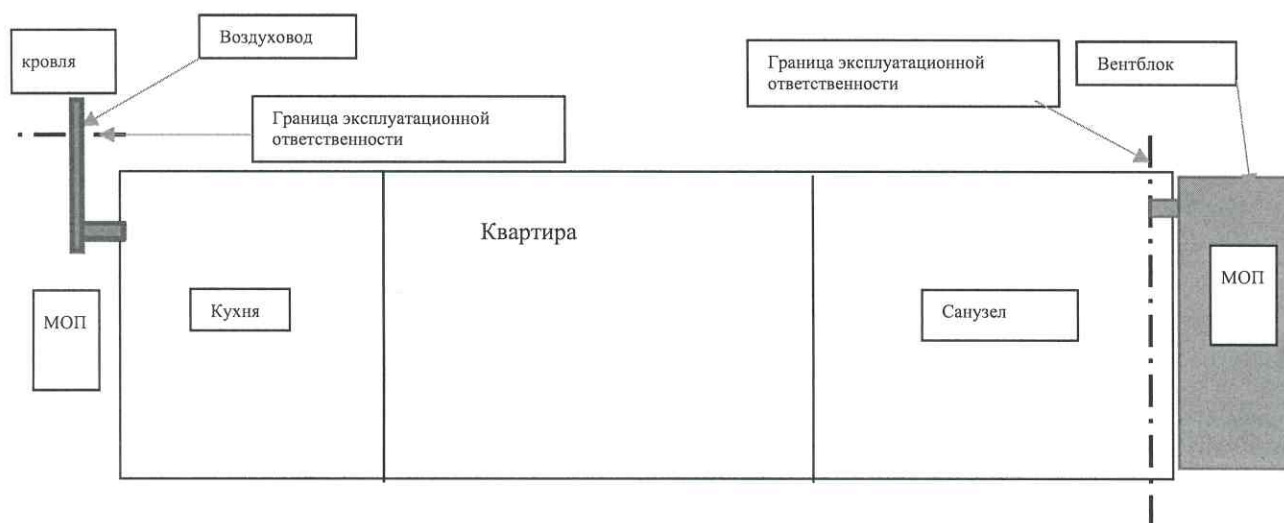 кровля
Воздуховод
Граница эксплуатационной
ответственности
Граница эксплуатационной
ответственности
Вентблок
Квартира
МОП
Кухня
Санузел
МОП